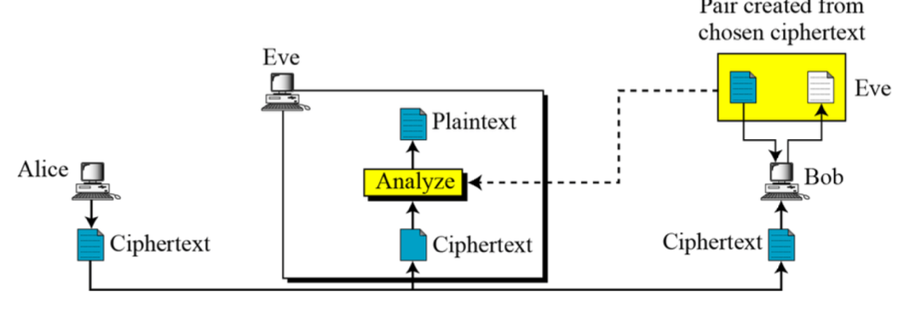 Pair created from
chosen ciphertext
Eve
Eve
Plaintext
Alice
Analyze
Bob
Ciphertext
Ciphertext
Ciphertext